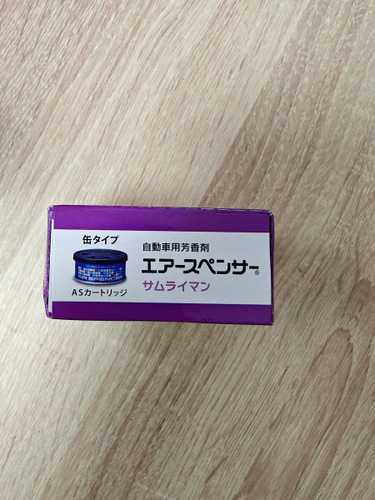 缶タイプ
ASカートリッジ
自動車用芳香剤
エアースペンサー®
サムライマン